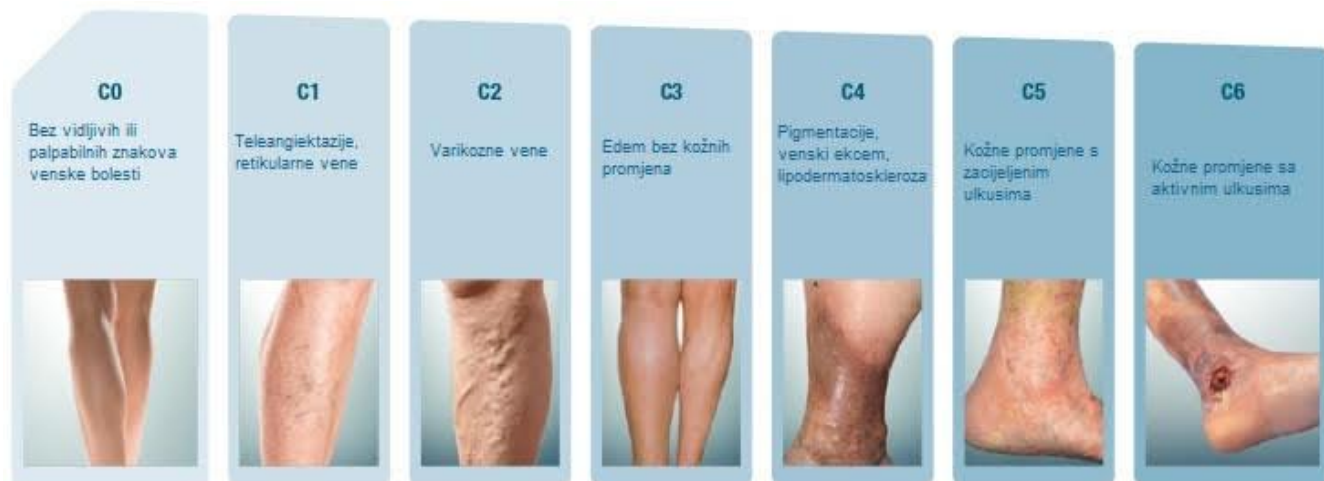 C0
Bez vidljivih ili
palpabilnih znakova
venske bolesti
C1
Teleangiektazije,
retikularne vene
C2
Varikozne vene
C3
Edem bez kožnih
promjena
C4
Pigmentacije,
venski ekcem,
lipodermatoskleroza
C5
Kožne promjene s
zacijeljenim
ulkusima
C6
Kožne promjene sa
aktivnim ulkusima